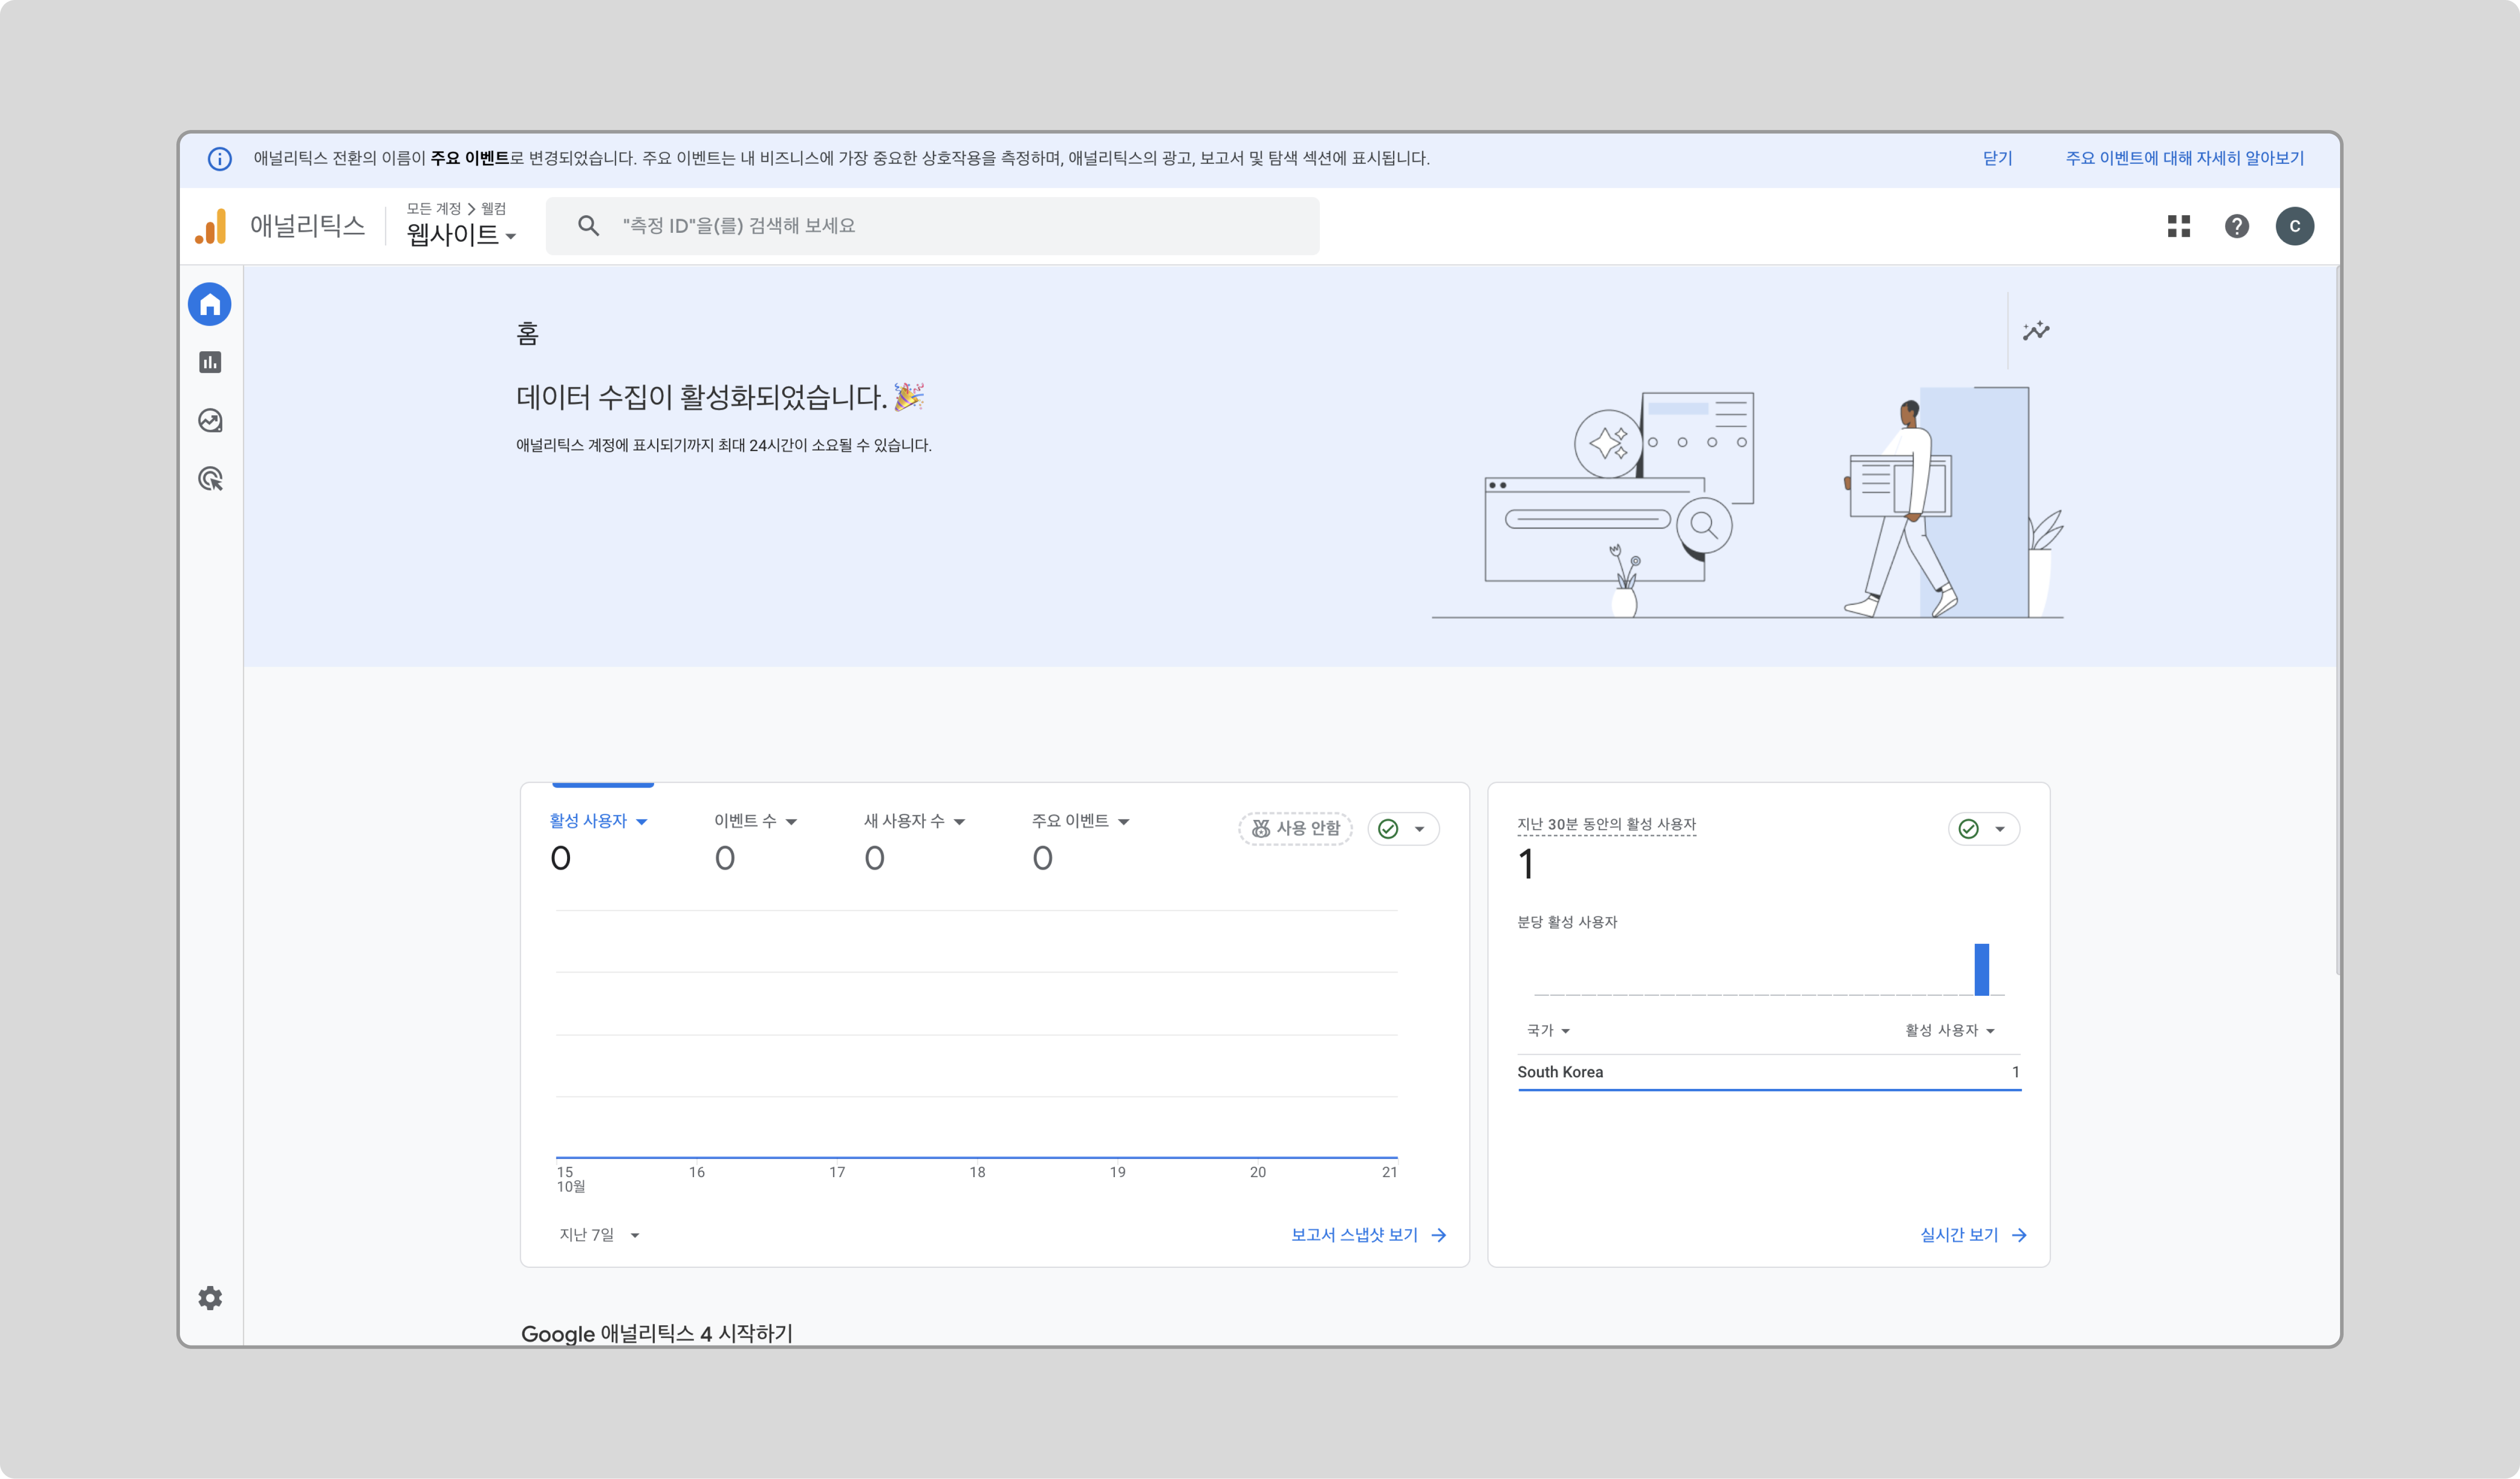 애널리틱스 전환의 이름이 주요 이벤트로 변경되었습니다. 주요 이벤트는 내 비즈니스에 가장 중요한 상호작용을 측정하며, 애널리틱스의 광고, 보고서 및 탐색 섹션에 표시됩니다. 닫기 주요 이벤트에 대해 자세히 알아보기
애널리틱스
모든 계정 > 웰컴
웹사이트
"측정 ID"을(를) 검색해 보세요
C
홈
데이터 수집이 활성화되었습니다. 🎉
애널리틱스 계정에 표시되기까지 최대 24시간이 소요될 수 있습니다.
활성 사용자 이벤트 수 새 사용자 수 주요 이벤트 사용 안함
0 0 0 0
15 16 17 18 19 20 21
10월
지난 7일 보고서 스냅샷 보기
지난 30분 동안의 활성 사용자
1
분당 활성 사용자
국가 활성 사용자
South Korea 1
실시간 보기
Google 애널리틱스 4 시작하기